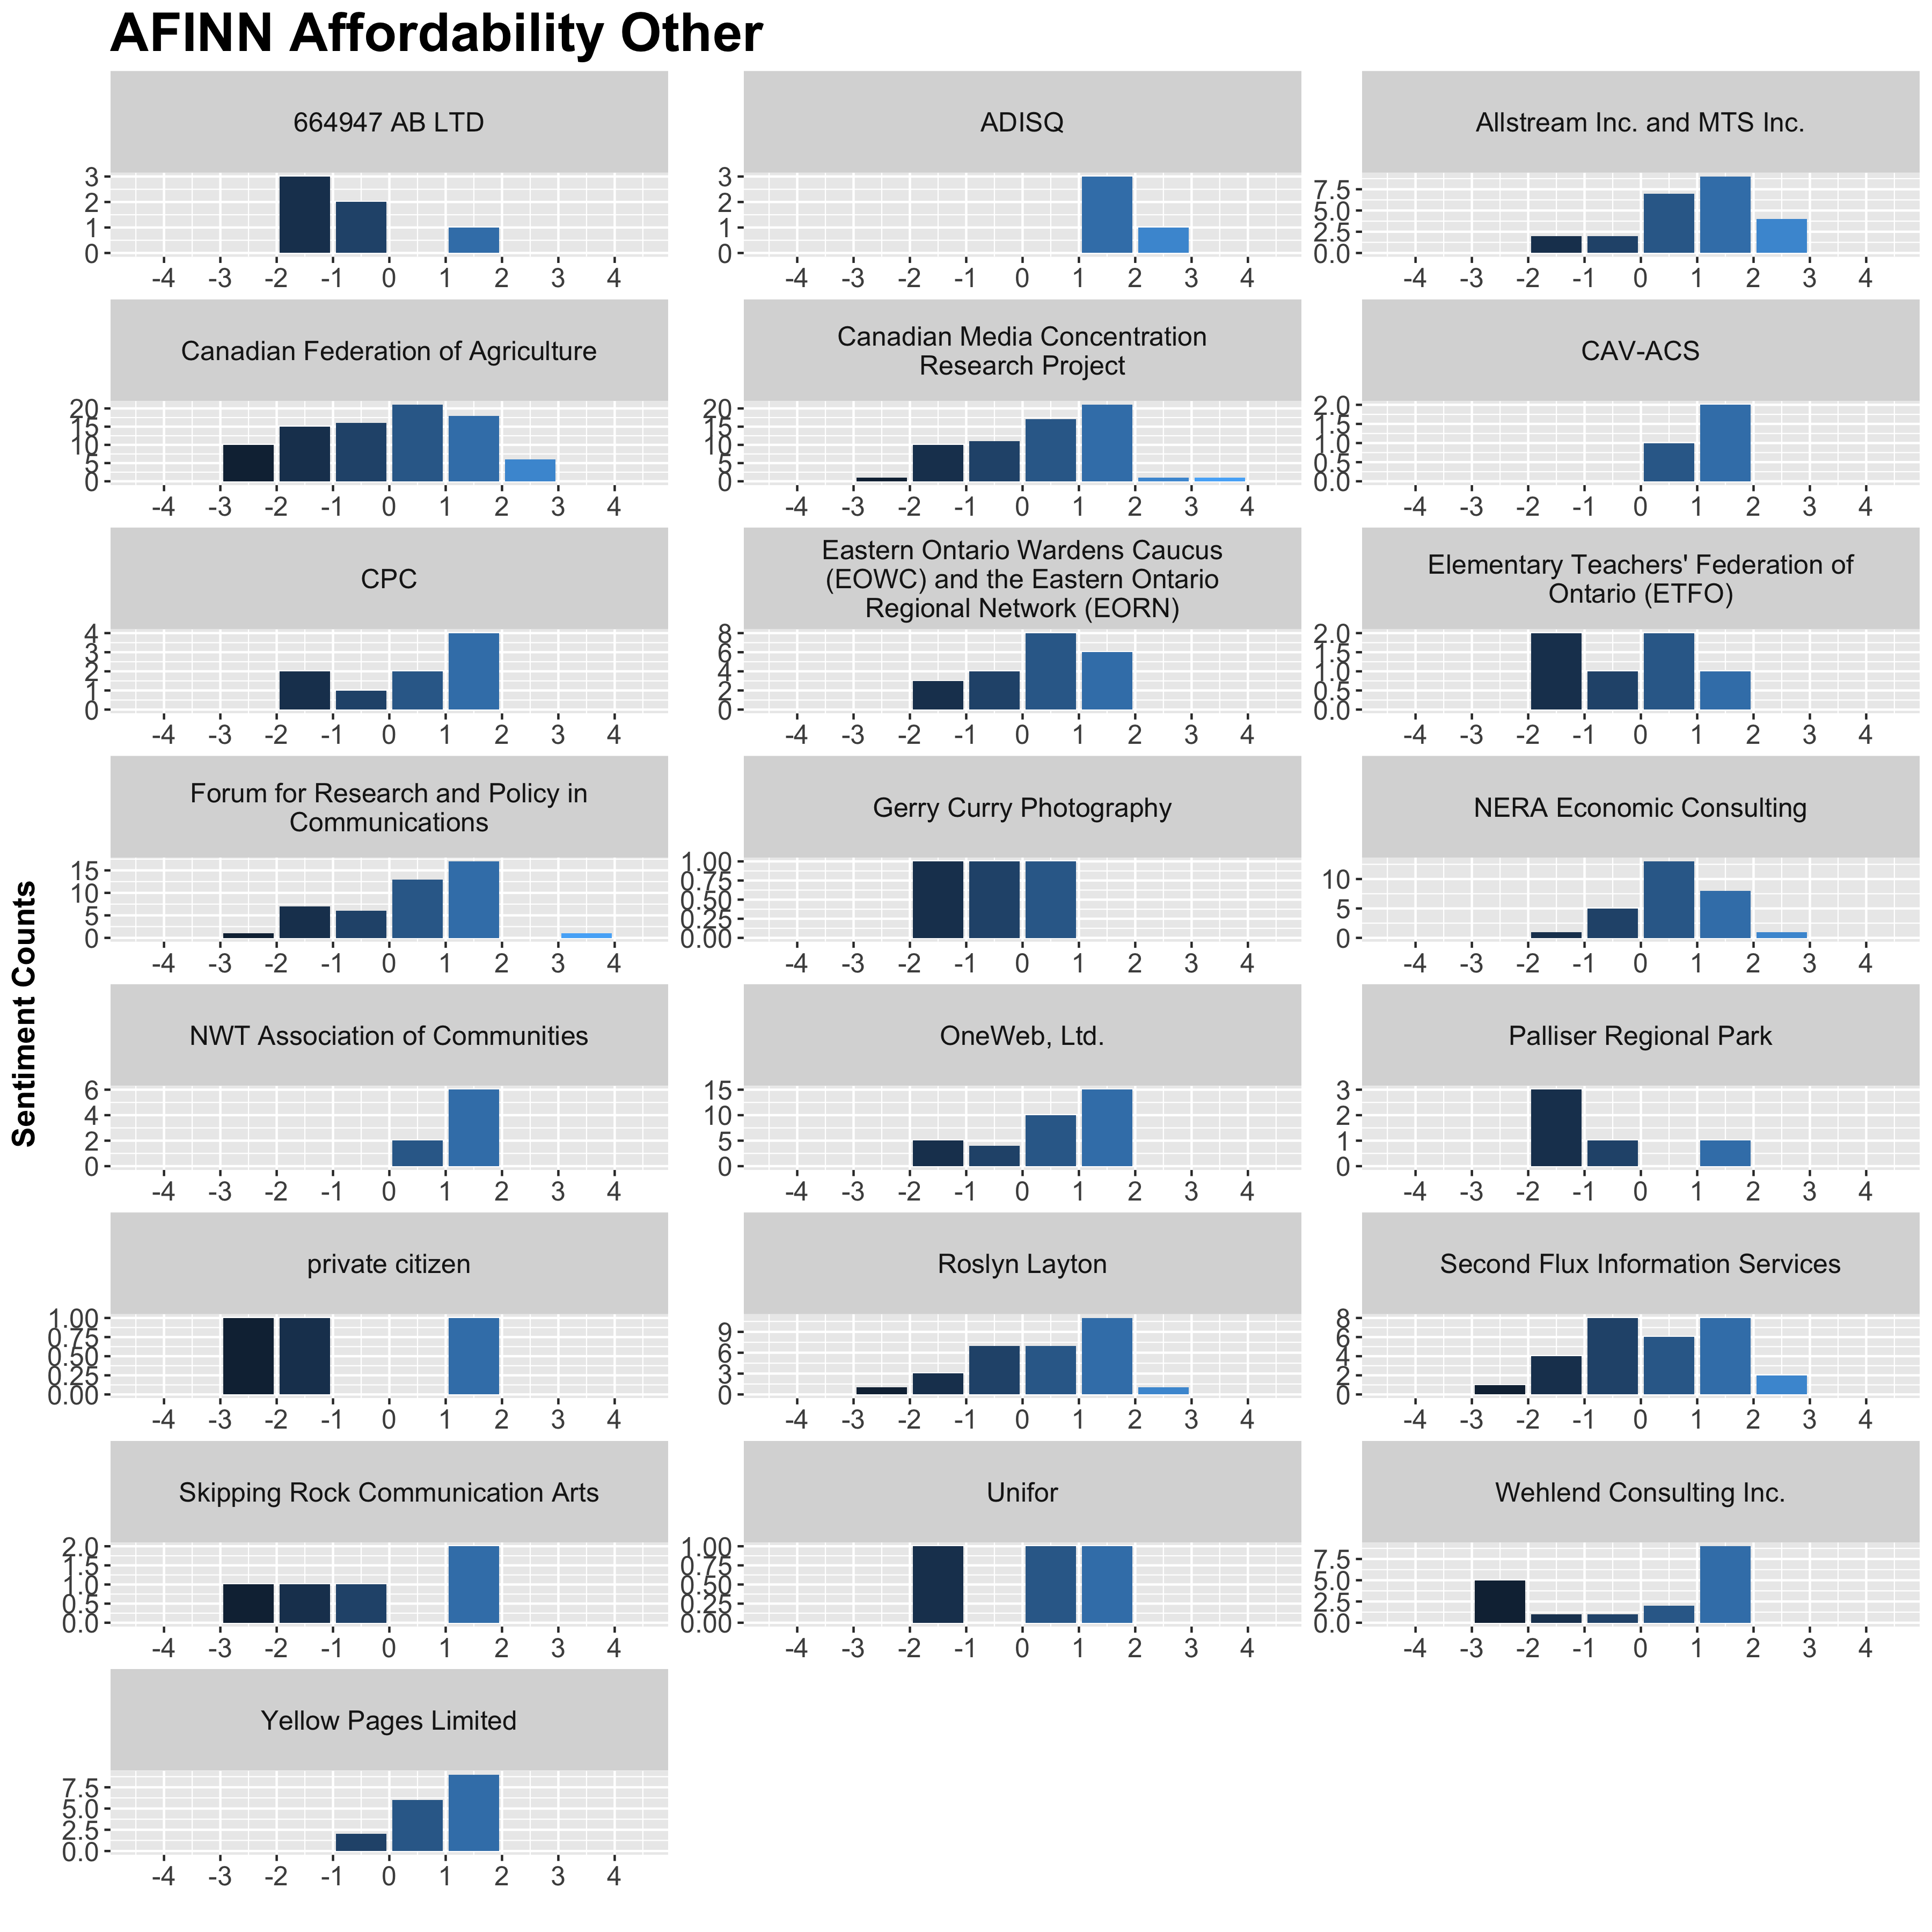 AFINN Affordability Other
664947 AB LTD
3
2
1
0
-4 -3 -2 -1 0 1 2 3 4
ADISQ
3
2
1
0
-4 -3 -2 -1 0 1 2 3 4
Allstream Inc. and MTS Inc.
7.5
5.0
2.5
0.0
-4 -3 -2 -1 0 1 2 3 4
Canadian Federation of Agriculture
20
15
10
5
0
-4 -3 -2 -1 0 1 2 3 4
Canadian Media Concentration
Research Project
20
15
10
5
0
-4 -3 -2 -1 0 1 2 3 4
CAV-ACS
2.0
1.5
1.0
0.5
0.0
-4 -3 -2 -1 0 1 2 3 4
CPC
4
3
2
1
0
-4 -3 -2 -1 0 1 2 3 4
Eastern Ontario Wardens Caucus
(EOWC) and the Eastern Ontario
Regional Network (EORN)
8
6
4
2
0
-4 -3 -2 -1 0 1 2 3 4
Elementary Teachers' Federation of
Ontario (ETFO)
2.0
1.5
1.0
0.5
0.0
-4 -3 -2 -1 0 1 2 3 4
Forum for Research and Policy in
Communications
15
10
5
0
-4 -3 -2 -1 0 1 2 3 4
Gerry Curry Photography
1.00
0.75
0.50
0.25
0.00
-4 -3 -2 -1 0 1 2 3 4
NERA Economic Consulting
10
5
0
-4 -3 -2 -1 0 1 2 3 4
Sentiment Counts
NWT Association of Communities
6
4
2
0
-4 -3 -2 -1 0 1 2 3 4
OneWeb, Ltd.
15
10
5
0
-4 -3 -2 -1 0 1 2 3 4
Palliser Regional Park
3
2
1
0
-4 -3 -2 -1 0 1 2 3 4
private citizen
1.00
0.75
0.50
0.25
0.00
-4 -3 -2 -1 0 1 2 3 4
Roslyn Layton
9
6
3
0
-4 -3 -2 -1 0 1 2 3 4
Second Flux Information Services
8
6
4
2
0
-4 -3 -2 -1 0 1 2 3 4
Skipping Rock Communication Arts
2.0
1.5
1.0
0.5
0.0
-4 -3 -2 -1 0 1 2 3 4
Unifor
1.00
0.75
0.50
0.25
0.00
-4 -3 -2 -1 0 1 2 3 4
Wehlend Consulting Inc.
7.5
5.0
2.5
0.0
-4 -3 -2 -1 0 1 2 3 4
Yellow Pages Limited
7.5
5.0
2.5
0.0
-4 -3 -2 -1 0 1 2 3 4